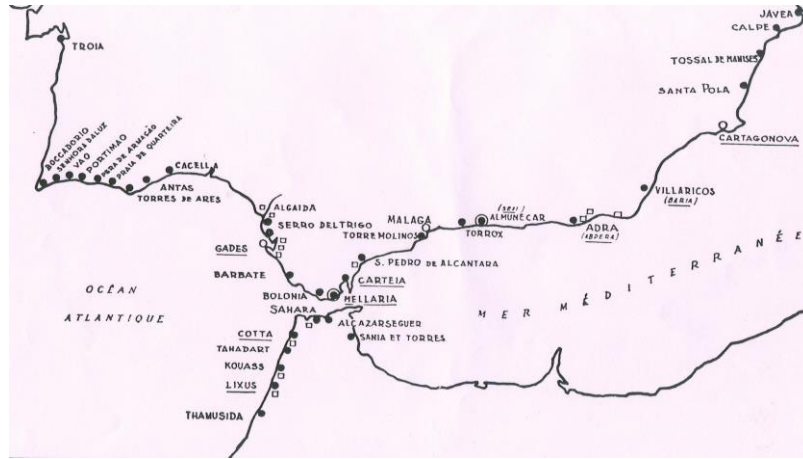 JAVEA
CALPE
TROIA
TOSSAL DE MANISES
SANTA POLA
CARTAGONOVA
BOCCADORIO
SENHORA DA LUZ
VAO
PORTIMAO
PERA DE ARMAÇÃO
PRAIA DE QUARTEIRA
CACELLA
ANTAS
TORRES DE ARES
VILLARICOS
(BARIA)
ALGAIDA
SERRO DEL TRIGO
MALAGA
(SEXI)
ALMUNECAR
TORREMOLINOS
TORROX
ADRA
(ABDERA)
GADES
S. PEDRO DE ALCANTARA
BARBATE
CARTEIA
BOLONIA
MELLARIA
OCÉAN
ATLANTIQUE
MER MÉDITERRANÉE
SAHARA
ALCAZARSEGUER
COTTA
SANIA ET TORRES
TAHADART
KOUASS
LIXUS
THAMUSIDA